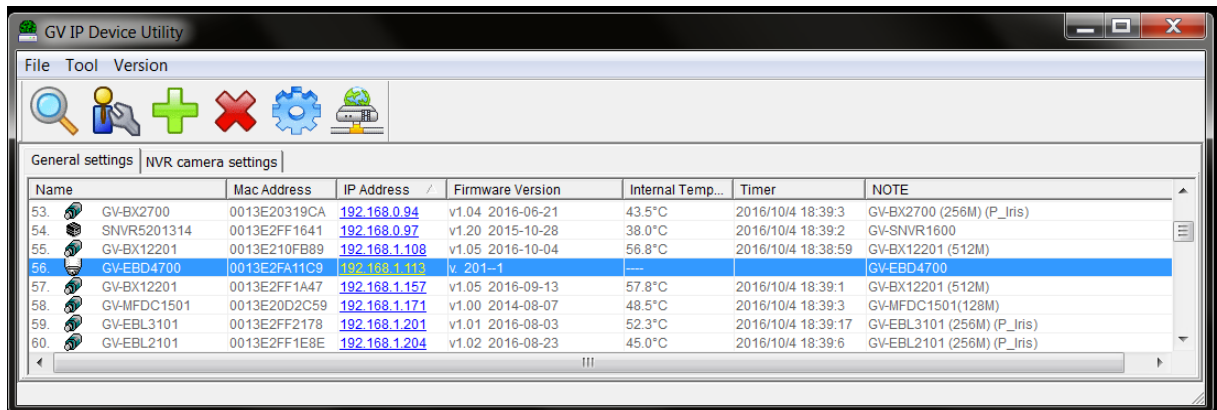 GV IP Device Utility
File Tool Version
General settings NVR camera settings
Name Mac Address IP Address Firmware Version Internal Temp... Timer NOTE
53. GV-BX2700 0013E20319CA 192.168.0.94 v1.04 2016-06-21 43.5°C 2016/10/4 18:39:3 GV-BX2700 (256M) (P_Iris)
54. SNVR5201314 0013E2FF1641 192.168.0.97 v1.20 2015-10-28 38.0°C 2016/10/4 18:39:2 GV-SNVR1600
55. GV-BX12201 0013E210FB89 192.168.1.108 v1.05 2016-10-04 56.8°C 2016/10/4 18:38:59 GV-BX12201 (512M)
56. GV-EBD4700 0013E2FA11C9 192.168.1.113 v. 201--1 ---- GV-EBD4700
57. GV-BX12201 0013E2FF1A47 192.168.1.157 v1.05 2016-09-13 57.8°C 2016/10/4 18:39:1 GV-BX12201 (512M)
58. GV-MFDC1501 0013E20D2C59 192.168.1.171 v1.00 2014-08-07 48.5°C 2016/10/4 18:39:3 GV-MFDC1501(128M)
59. GV-EBL3101 0013E2FF2178 192.168.1.201 v1.01 2016-08-03 52.3°C 2016/10/4 18:39:17 GV-EBL3101 (256M) (P_Iris)
60. GV-EBL2101 0013E2FF1E8E 192.168.1.204 v1.02 2016-08-23 45.0°C 2016/10/4 18:39:6 GV-EBL2101 (256M) (P_Iris)